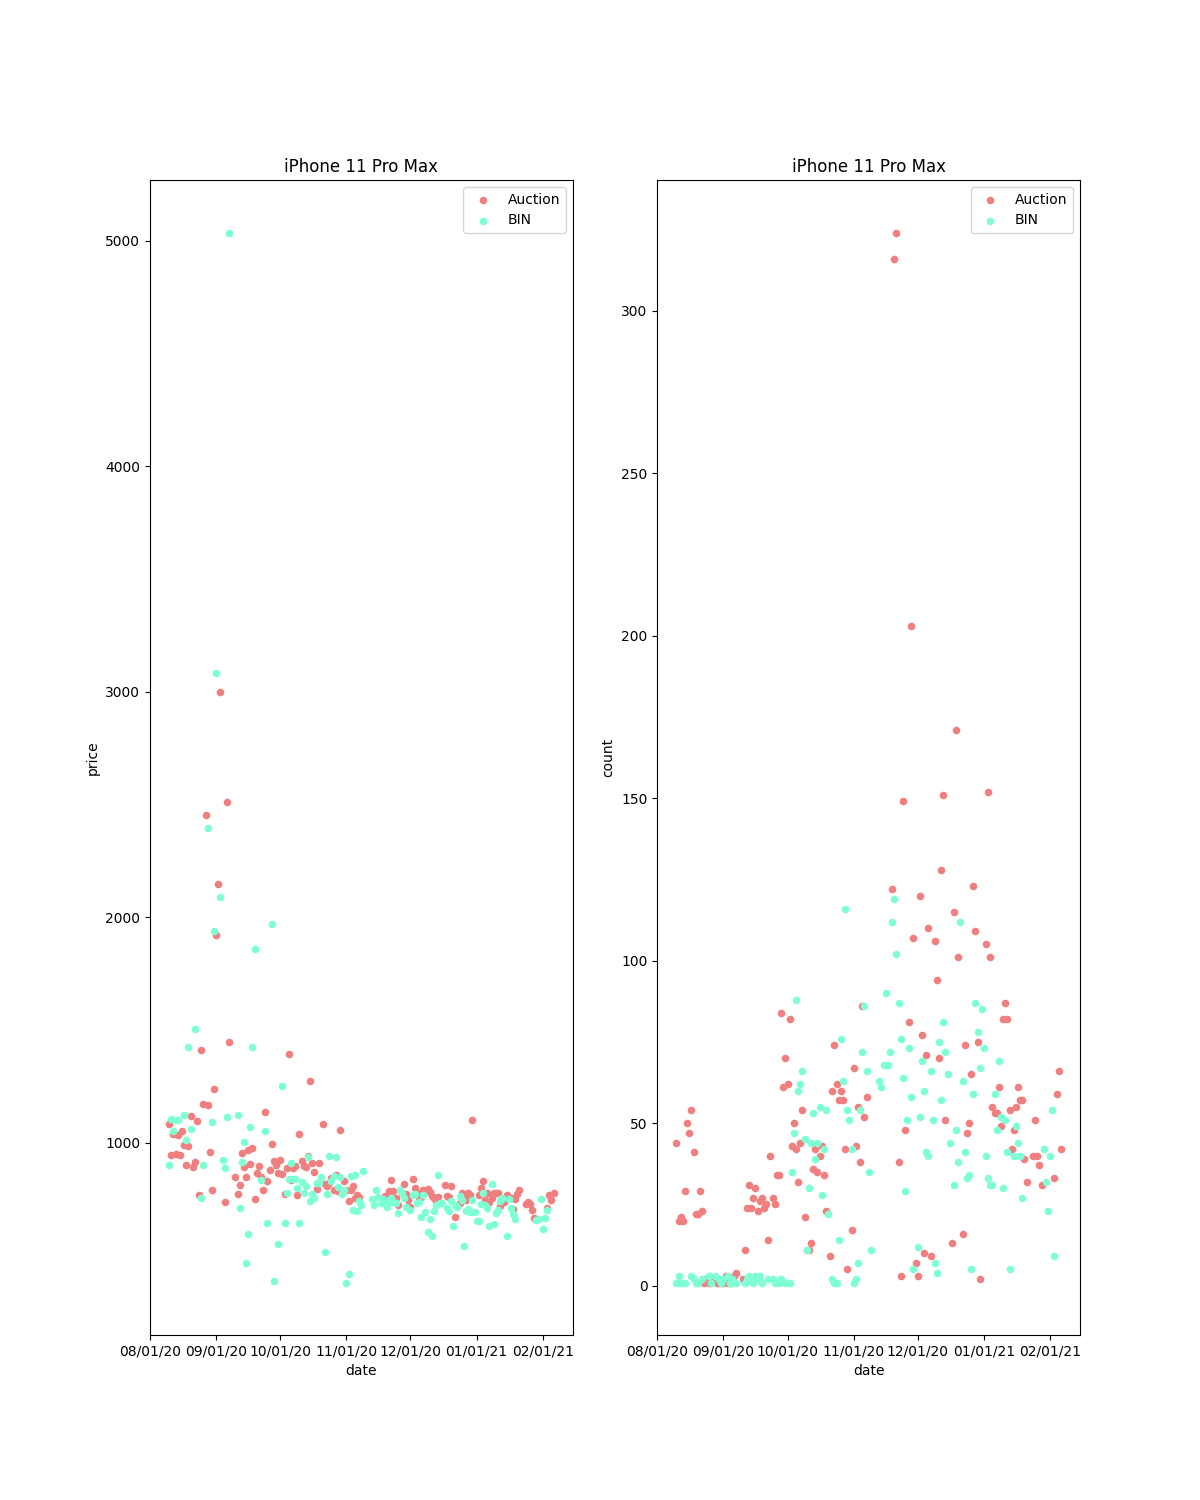 iPhone 11 Pro Max
Auction
BIN
5000
4000
3000
2000
1000
price
08/01/20 09/01/20 10/01/20 11/01/20 12/01/20 01/01/21 02/01/21
date
iPhone 11 Pro Max
Auction
BIN
300
250
200
150
100
50
0
count
08/01/20 09/01/20 10/01/20 11/01/20 12/01/20 01/01/21 02/01/21
date